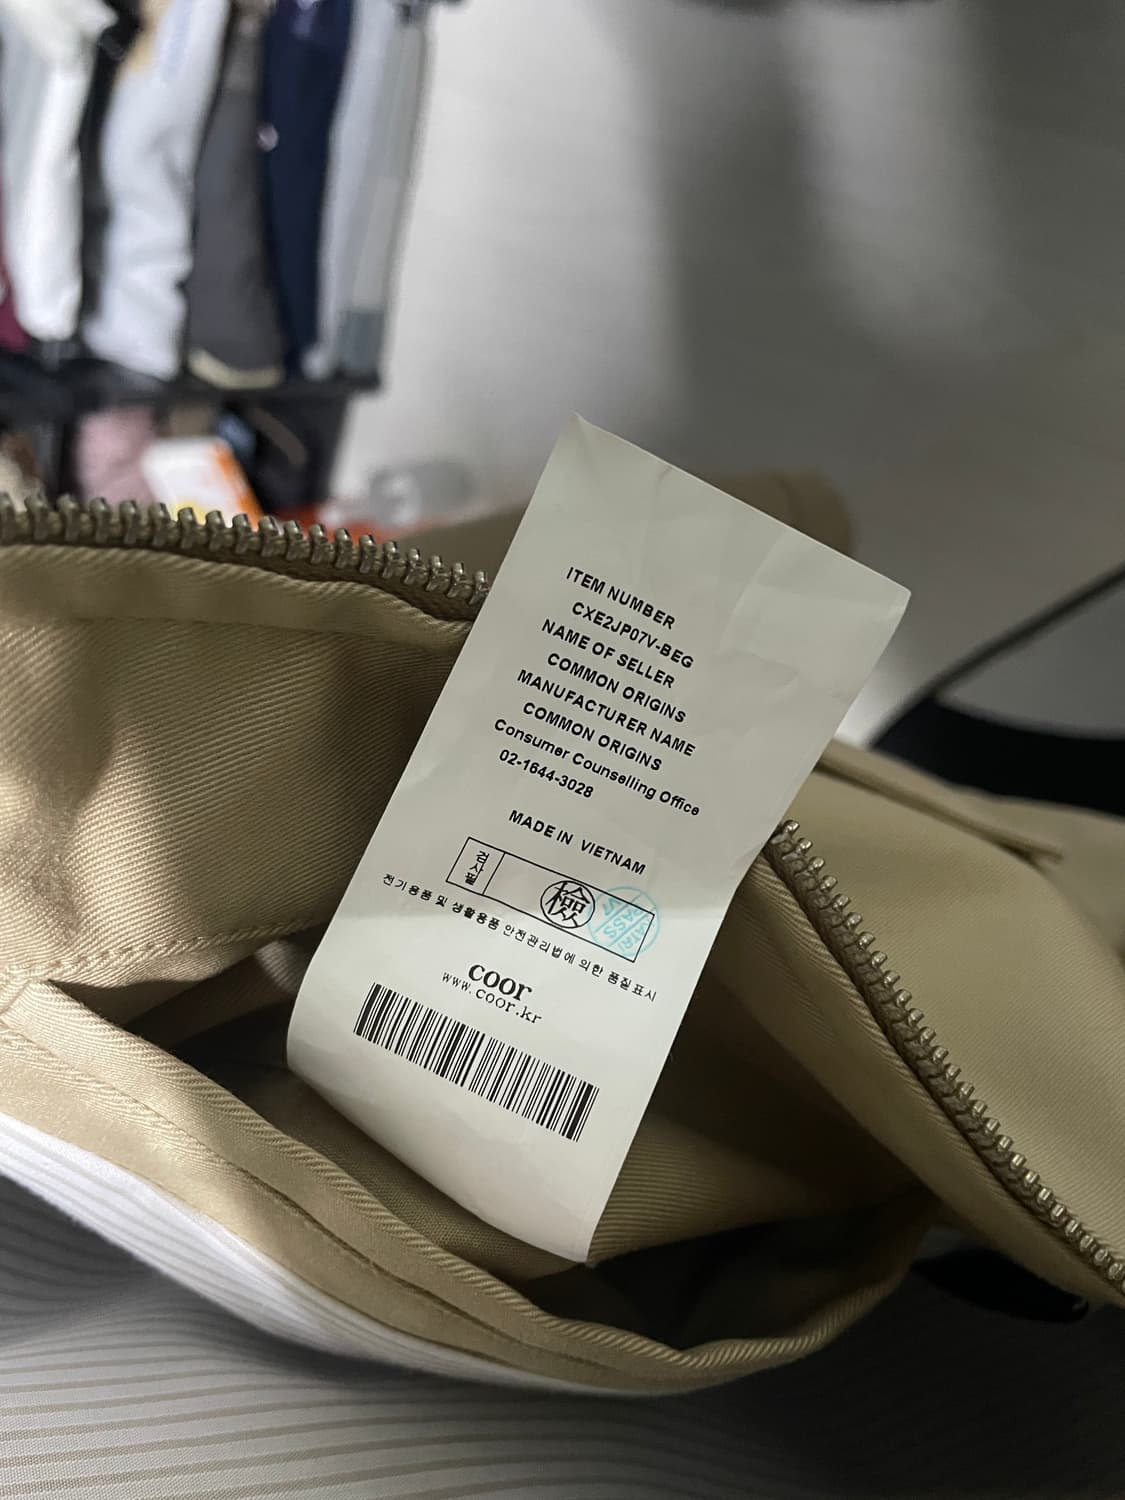 ITEM NUMBER
CXE2JP07V-BEG
NAME OF SELLER
COMMON ORIGINS
MANUFACTURER NAME
COMMON ORIGINS
Consumer Counselling Office
02-1644-3028
MADE IN VIETNAM
검사필
檢
PASS
전기용품 및 생활용품 안전관리법에 의한 품질표시
coor
www.coor.kr